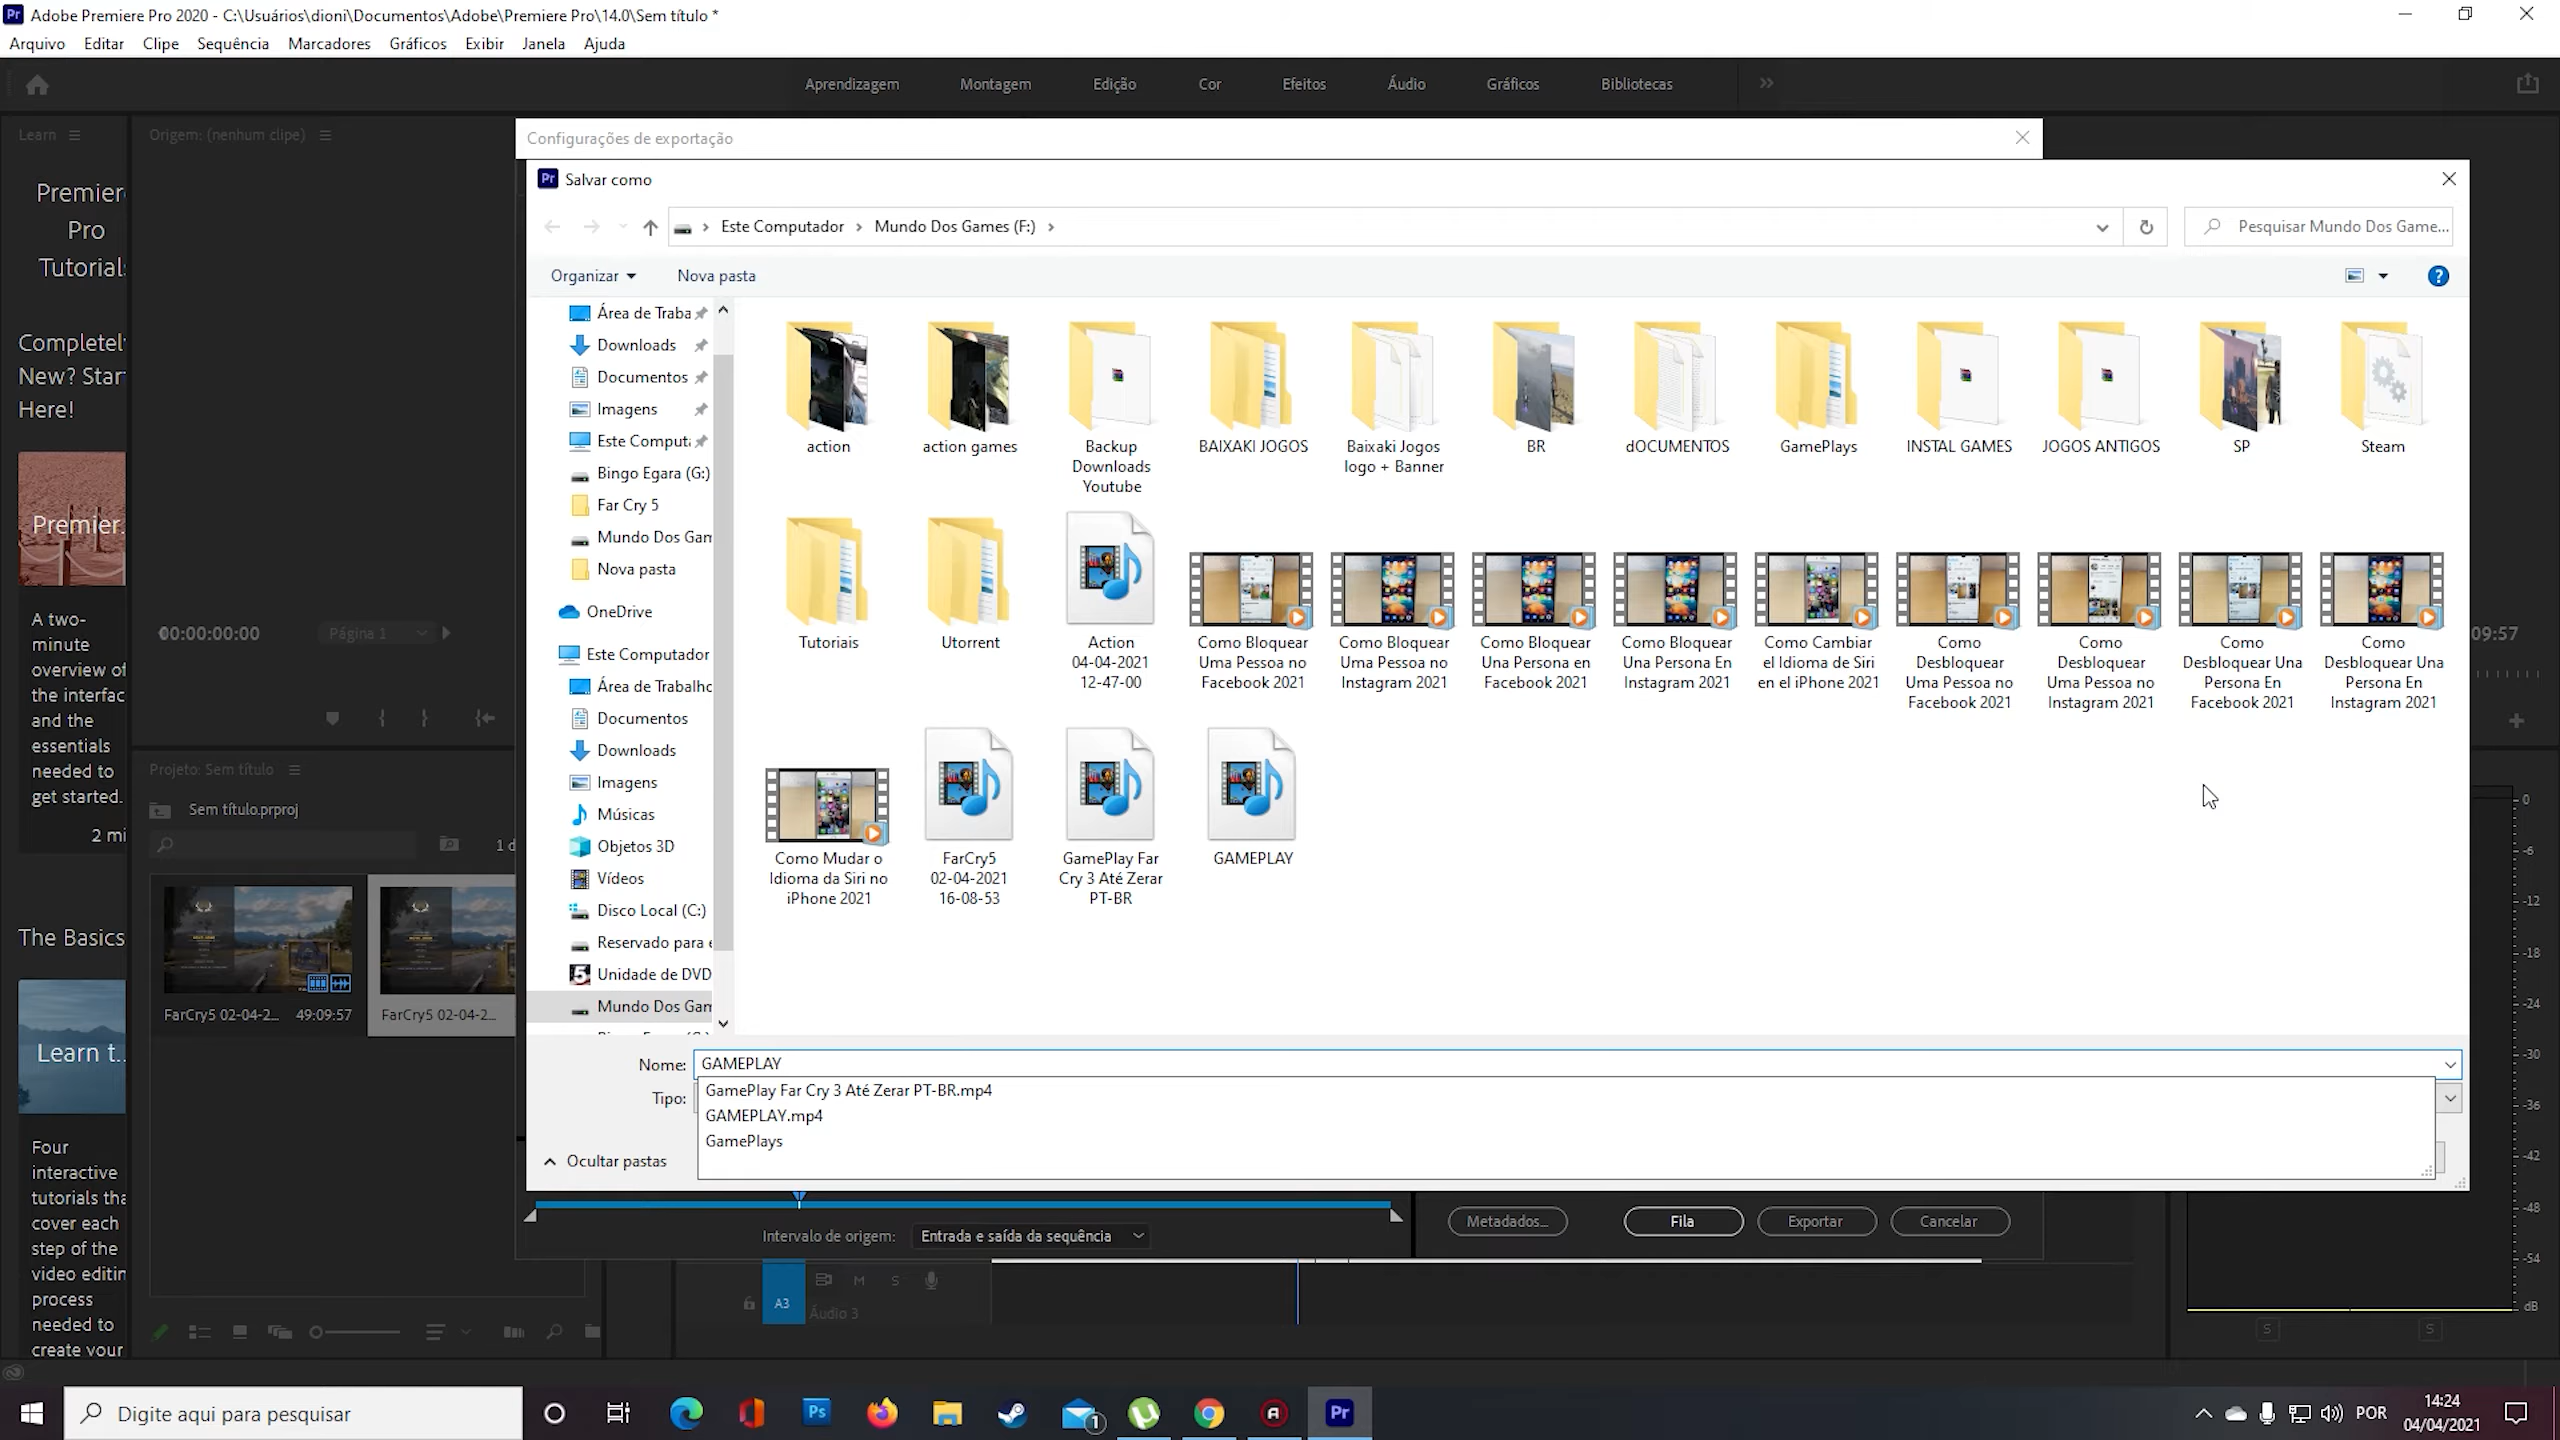 Adobe Premiere Pro 2020 - C:\Usuários\dioni\Documentos\Adobe\Premiere Pro\14.0\Sem título *
Arquivo Editar Clipe Sequência Marcadores Gráficos Exibir Janela Ajuda
Aprendizagem Montagem Edição Cor Efeitos Áudio Gráficos Bibliotecas
Learn
Origem: (nenhum clipe)
Premier
Pro
Tutorial
Completel
New? Star
Here!
Premier...
A two-
minute
overview of
the interfac
and the
essentials
needed to
get started.
2 mi
The Basics
Learn t...
Four
interactive
tutorials tha
cover each
step of the
video editin
process
needed to
create your
00:00:00:00
Página 1
Projeto: Sem título
Sem título.prproj
1 d
FarCry5 02-04-2... 49:09:57
FarCry5 02-04-2...
Configurações de exportação
Salvar como
Este Computador
Mundo Dos Games (F:)
Pesquisar Mundo Dos Game...
Organizar
Nova pasta
Área de Traba
Downloads
Documentos
Imagens
Este Comput
Bingo Egara (G:)
Far Cry 5
Mundo Dos Gam
Nova pasta
OneDrive
Este Computador
Área de Trabalho
Documentos
Downloads
Imagens
Músicas
Objetos 3D
Vídeos
Disco Local (C:)
Reservado para e
Unidade de DVD
Mundo Dos Gam
action
action games
Backup
Downloads
Youtube
BAIXAKI JOGOS
Baixaki Jogos
logo + Banner
BR
dOCUMENTOS
GamePlays
INSTAL GAMES
JOGOS ANTIGOS
SP
Steam
Tutoriais
Utorrent
Action
04-04-2021
12-47-00
Como Bloquear
Uma Pessoa no
Facebook 2021
Como Bloquear
Uma Pessoa no
Instagram 2021
Como Bloquear
Una Persona en
Facebook 2021
Como Bloquear
Una Persona En
Instagram 2021
Como Cambiar
el Idioma de Siri
en el iPhone 2021
Como
Desbloquear
Uma Pessoa no
Facebook 2021
Como
Desbloquear
Uma Pessoa no
Instagram 2021
Como
Desbloquear Una
Persona En
Facebook 2021
Como
Desbloquear Una
Persona En
Instagram 2021
Como Mudar o
Idioma da Siri no
iPhone 2021
FarCry5
02-04-2021
16-08-53
GamePlay Far
Cry 3 Até Zerar
PT-BR
GAMEPLAY
Nome: GAMEPLAY
Tipo:
GamePlay Far Cry 3 Até Zerar PT-BR.mp4
GAMEPLAY.mp4
GamePlays
Ocultar pastas
Intervalo de origem: Entrada e saída da sequência
Metadados... Fila Exportar Cancelar
A3 M S
Áudio 3
09:57
0
-6
-12
-18
-24
-30
-36
-42
-48
-54
dB
S S
Digite aqui para pesquisar
1
POR
14:24
04/04/2021